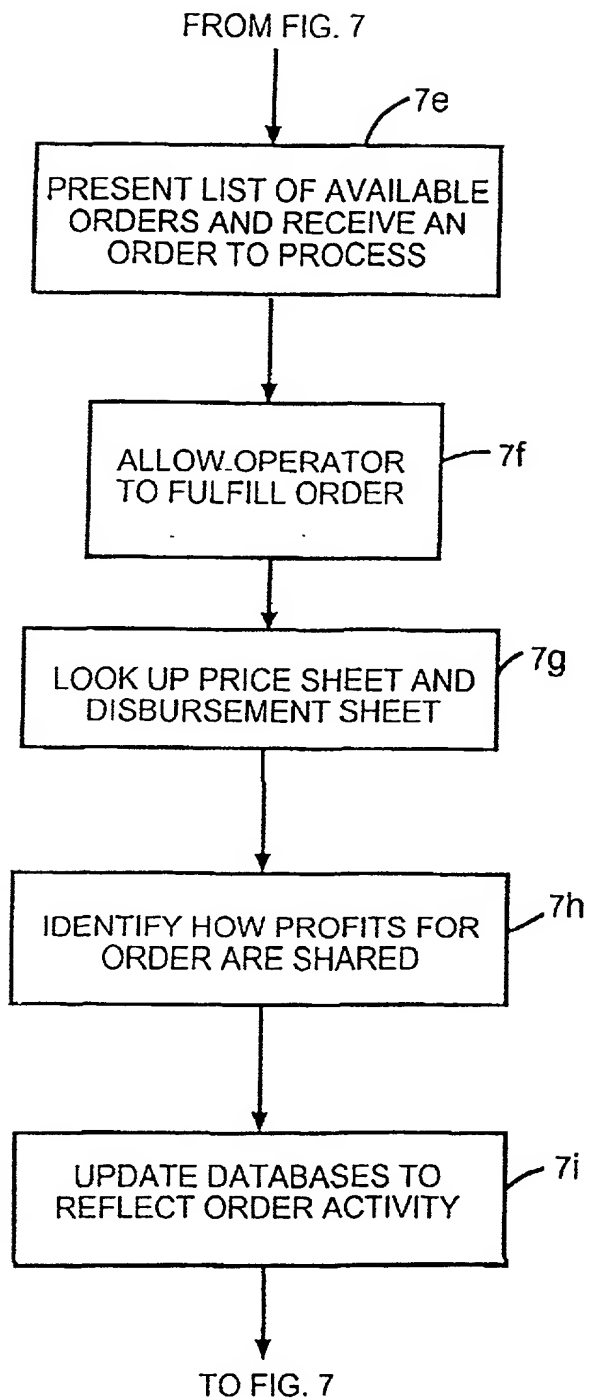 FROM FIG. 7
7e
PRESENT LIST OF AVAILABLE
ORDERS AND RECEIVE AN
ORDER TO PROCESS
ALLOW OPERATOR
TO FULFILL ORDER
7f
LOOK UP PRICE SHEET AND
DISBURSEMENT SHEET
7g
IDENTIFY HOW PROFITS FOR
ORDER ARE SHARED
7h
UPDATE DATABASES TO
REFLECT ORDER ACTIVITY
7i
TO FIG. 7